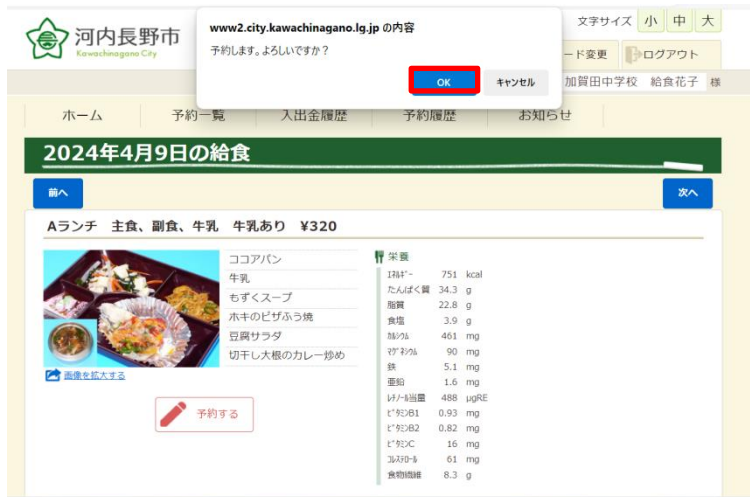 河内長野市
Kawachinagano City
www2.city.kawachinagano.lg.jp の内容
予約します。よろしいですか？
OK
キャンセル
文字サイズ 小 中 大
ード変更 ログアウト
加賀田中学校 給食花子 様
ホーム 予約一覧 入出金履歴 予約履歴 お知らせ
2024年4月9日の給食
前へ
次へ
Aランチ 主食、副食、牛乳 牛乳あり ¥320
ココアパン
牛乳
もずくスープ
ホキのピザふう焼
豆腐サラダ
切干し大根のカレー炒め
画像を拡大する
予約する
栄養
ｴﾈﾙｷﾞｰ 751 kcal
たんぱく質 34.3 g
脂質 22.8 g
食塩 3.9 g
ｶﾙｼｳﾑ 461 mg
ﾏｸﾞﾈｼｳﾑ 90 mg
鉄 5.1 mg
亜鉛 1.6 mg
ﾚﾁﾉｰﾙ当量 488 μgRE
ﾋﾞﾀﾐﾝB1 0.93 mg
ﾋﾞﾀﾐﾝB2 0.82 mg
ﾋﾞﾀﾐﾝC 16 mg
ｺﾚｽﾃﾛｰﾙ 61 mg
食物繊維 8.3 g